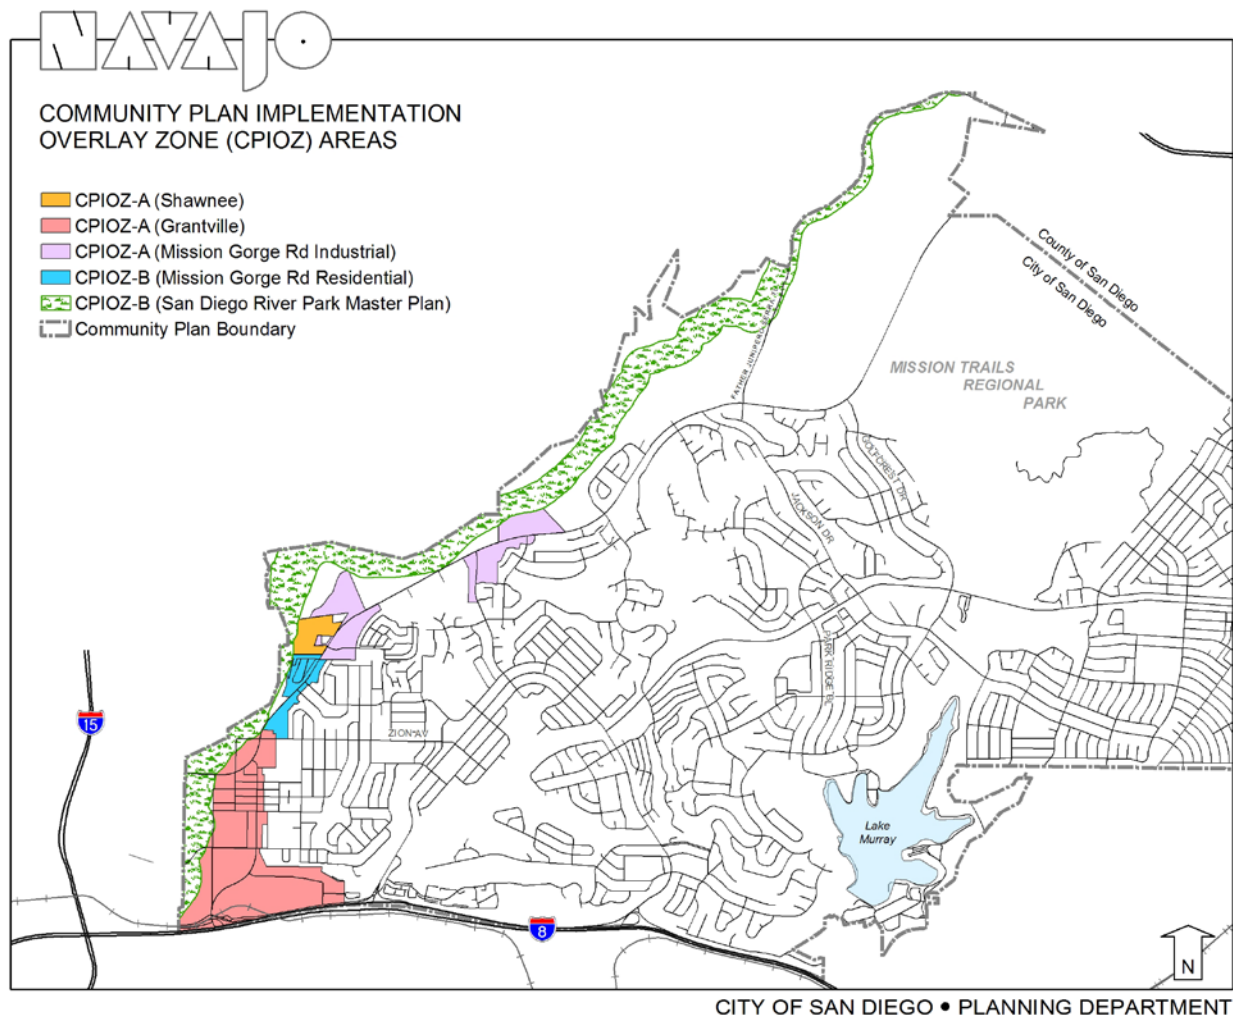 NAVAJO
COMMUNITY PLAN IMPLEMENTATION
OVERLAY ZONE (CPIOZ) AREAS
CPIOZ-A (Shawnee)
CPIOZ-A (Grantville)
CPIOZ-A (Mission Gorge Rd Industrial)
CPIOZ-B (Mission Gorge Rd Residential)
CPIOZ-B (San Diego River Park Master Plan)
Community Plan Boundary
County of San Diego
City of San Diego
FATHER JUNIPERO SERRA
MISSION TRAILS
REGIONAL
PARK
GOLFCREST DR
JACKSON DR
PARK RIDGE BL
15
ZION AV
Lake
Murray
8
N
CITY OF SAN DIEGO • PLANNING DEPARTMENT